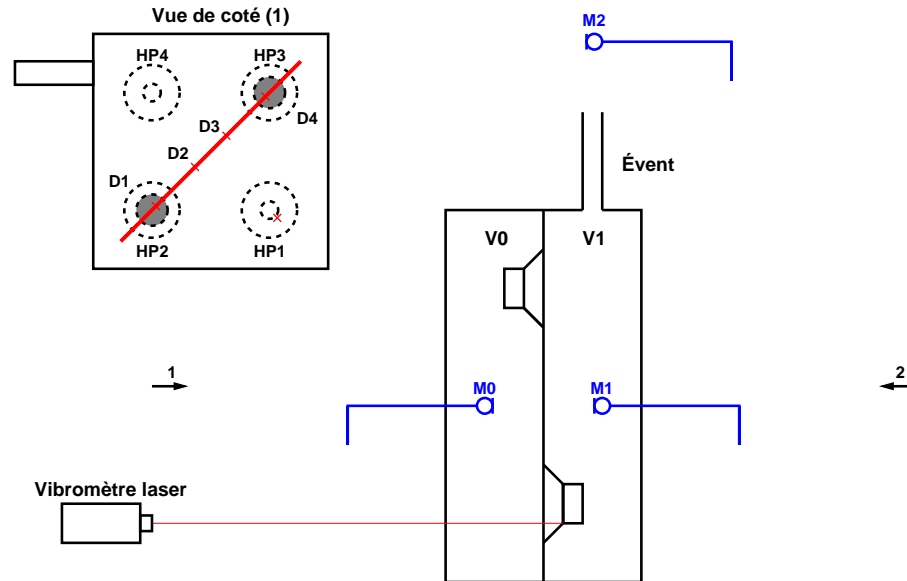 Vue de coté (1)
M2
HP4
HP3
D4
D3
D2
D1
HP2
HP1
Évent
V0
V1
1
2
M0
M1
Vibromètre laser